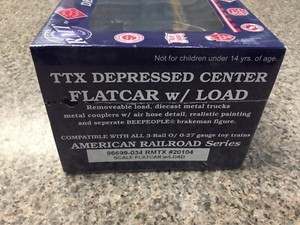 Not for children under 14 yrs. of age.
TTX DEPRESSED CENTER
FLATCAR w/ LOAD
Removeable load, diecast metal trucks
metal couplers w/ air hose detail, realistic painting
and seperate BEEPEOPLE® brakeman figure.
COMPATIBLE WITH ALL 3-Rail O/ 0-27 gauge toy trains
AMERICAN RAILROAD Series
96699-034 RMTX #20104
SCALE FLATCAR w/LOAD